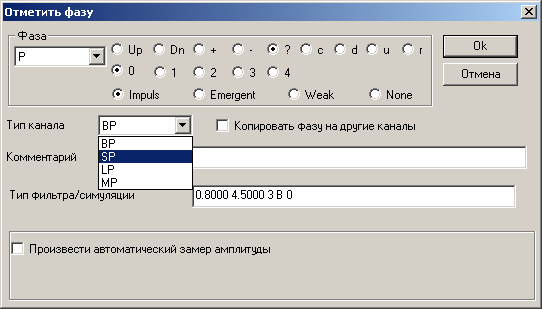 Отметить фазу
Фаза
P
Up Dn + - ? c d u r
0 1 2 3 4
Impuls Emergent Weak None
Ok
Отмена
Тип канала BP Копировать фазу на другие каналы
BP
SP
LP
MP
Комментарий
Тип фильтра/симуляции 0.8000 4.5000 3 B 0
Произвести автоматический замер амплитуды